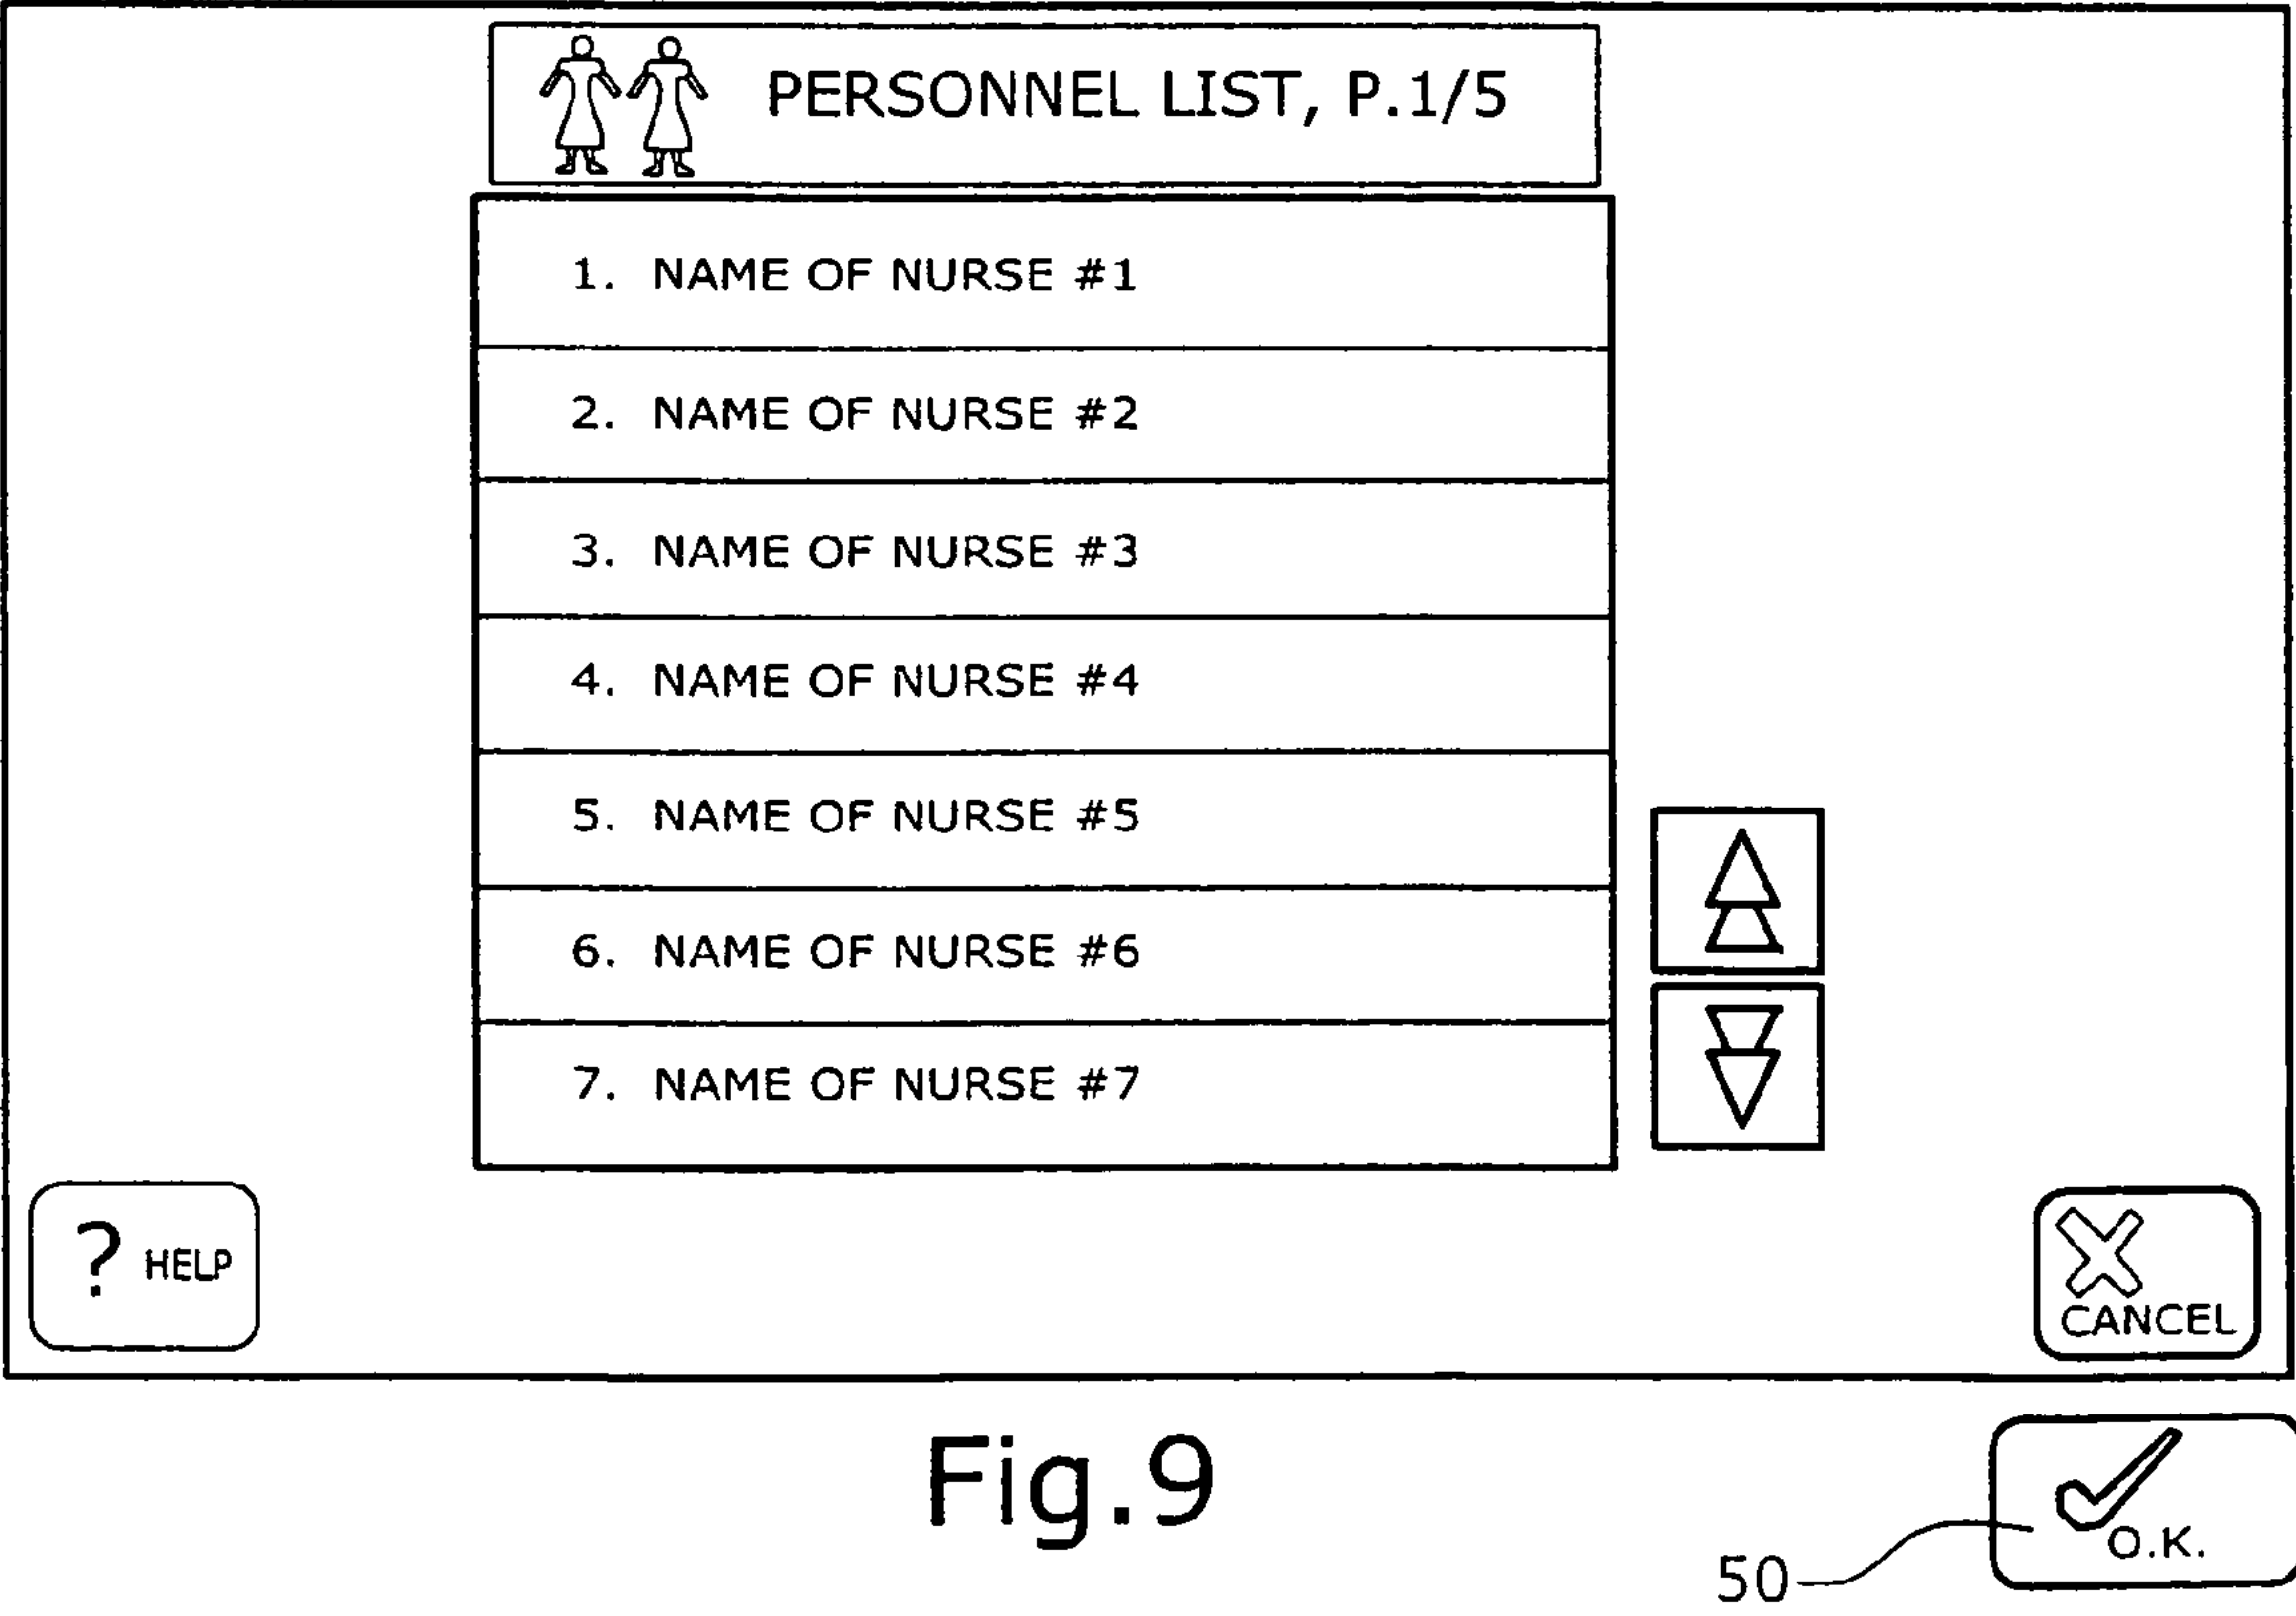 PERSONNEL LIST, P.1/5
1. NAME OF NURSE #1
2. NAME OF NURSE #2
3. NAME OF NURSE #3
4. NAME OF NURSE #4
5. NAME OF NURSE #5
6. NAME OF NURSE #6
7. NAME OF NURSE #7
? HELP
CANCEL
Fig.9
O.K.
50